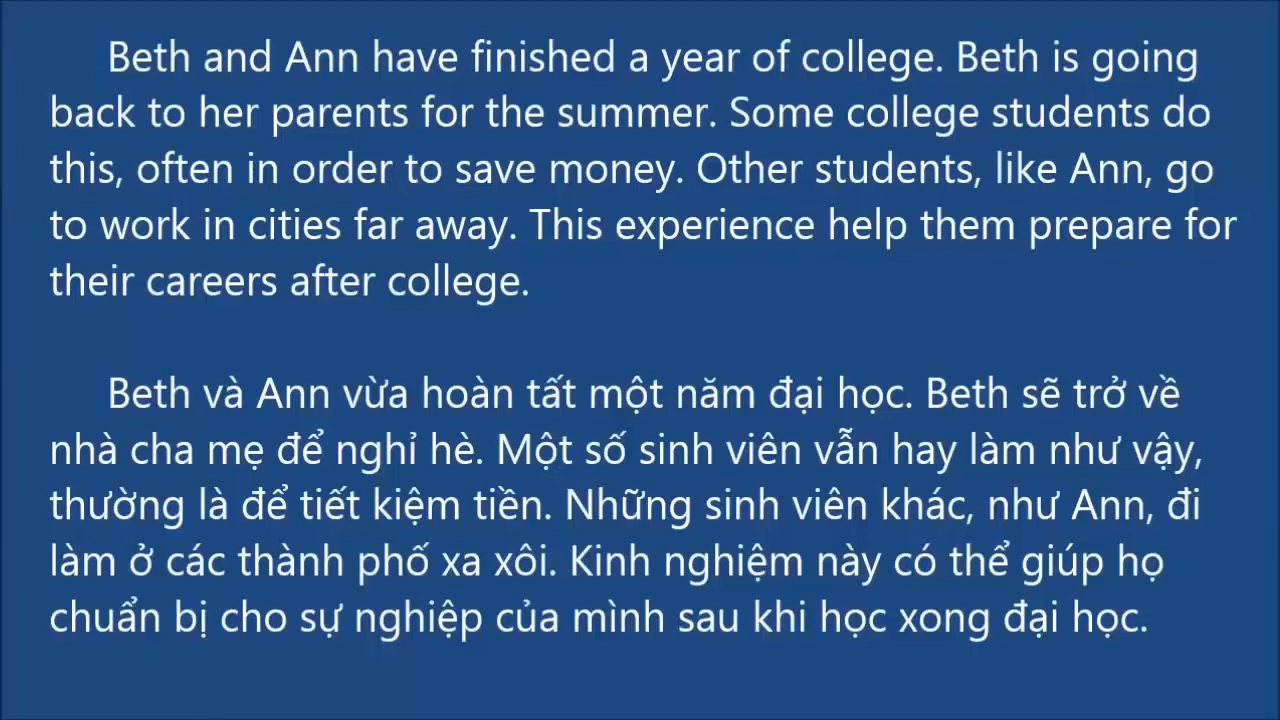 Beth and Ann have finished a year of college. Beth is going
back to her parents for the summer. Some college students do
this, often in order to save money. Other students, like Ann, go
to work in cities far away. This experience help them prepare for
their careers after college.
Beth và Ann vừa hoàn tất một năm đại học. Beth sẽ trở về
nhà cha mẹ để nghỉ hè. Một số sinh viên vẫn hay làm như vậy,
thường là để tiết kiệm tiền. Những sinh viên khác, như Ann, đi
làm ở các thành phố xa xôi. Kinh nghiệm này có thể giúp họ
chuẩn bị cho sự nghiệp của mình sau khi học xong đại học.